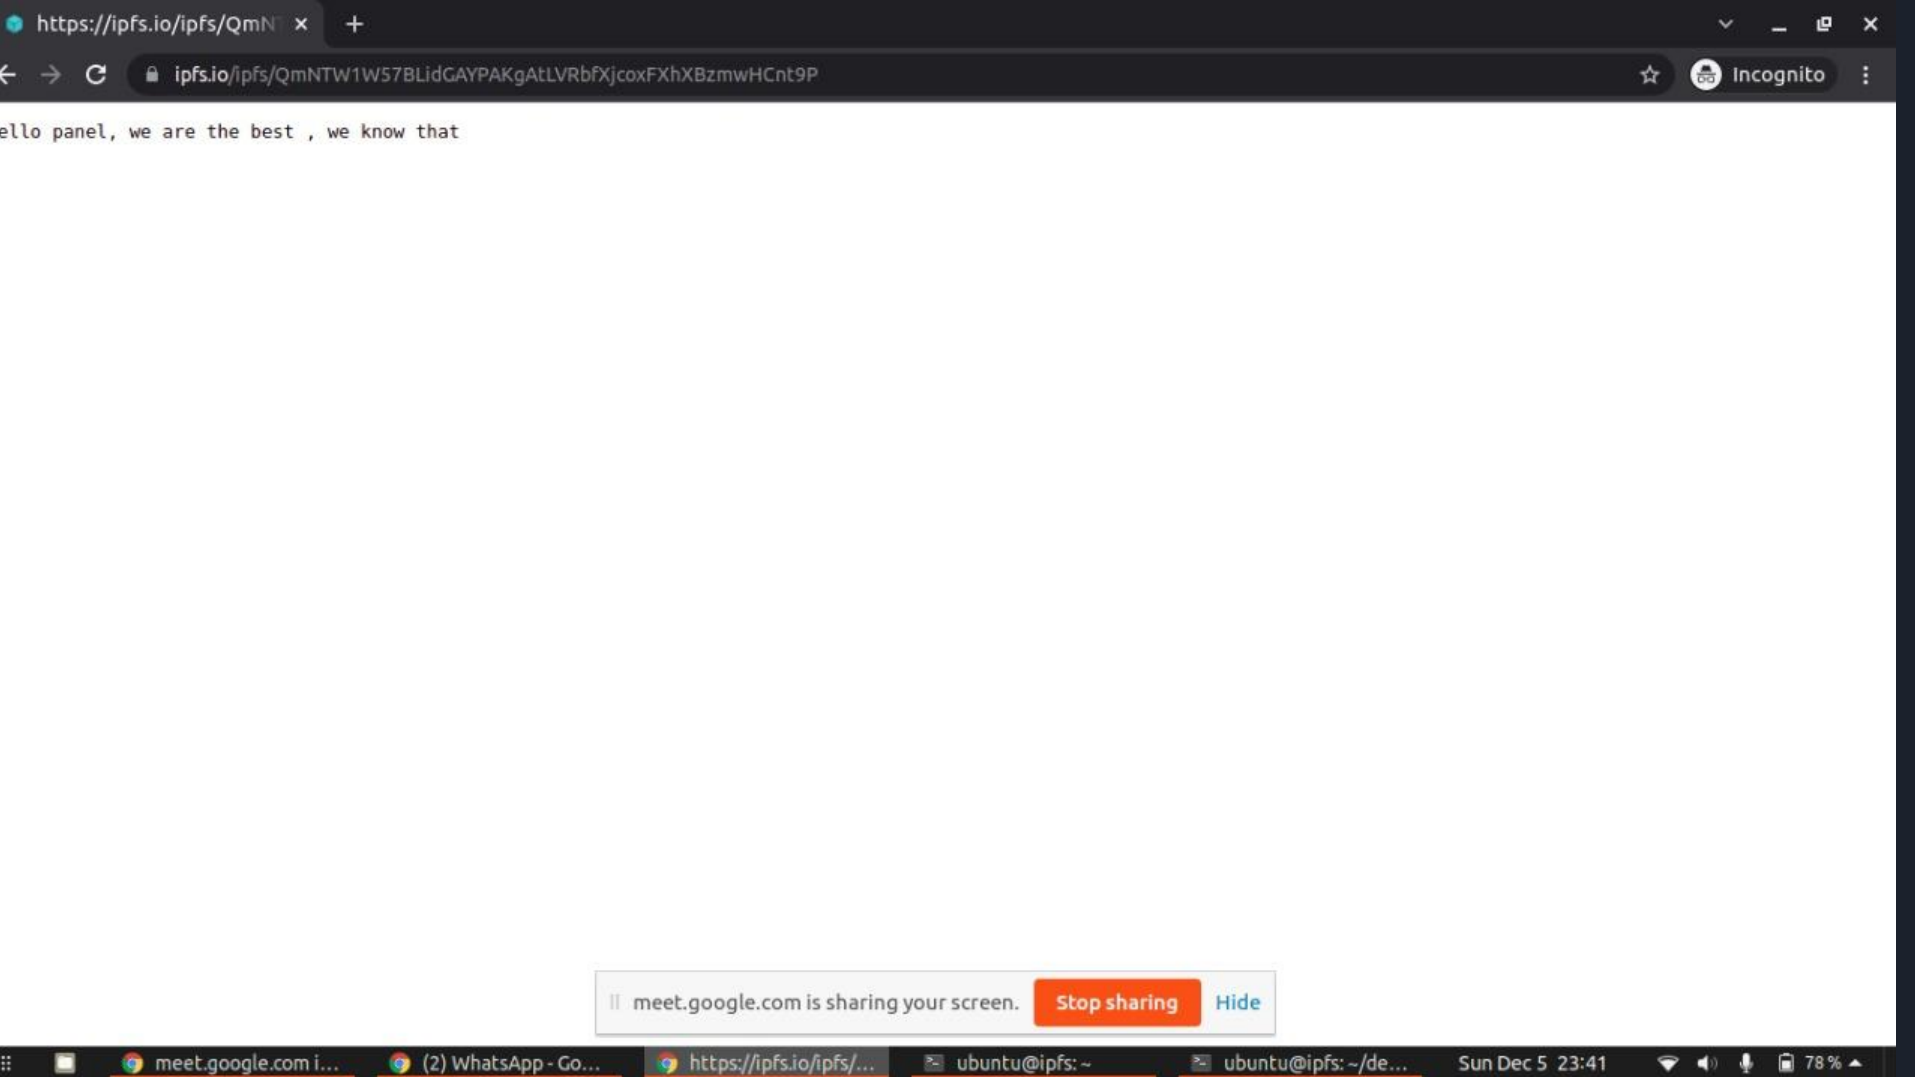 https://ipfs.io/ipfs/QmN
ipfs.io/ipfs/QmNTW1W57BLidGAYPAKgAtLVRbfXjcoxFXhXBzmwHCnt9P
Incognito
ello panel, we are the best , we know that
meet.google.com is sharing your screen. Stop sharing Hide
meet.google.com i... (2) WhatsApp - Go... https://ipfs.io/ipfs/... ubuntu@ipfs: ~ ubuntu@ipfs: ~/de... Sun Dec 5 23:41 78 %